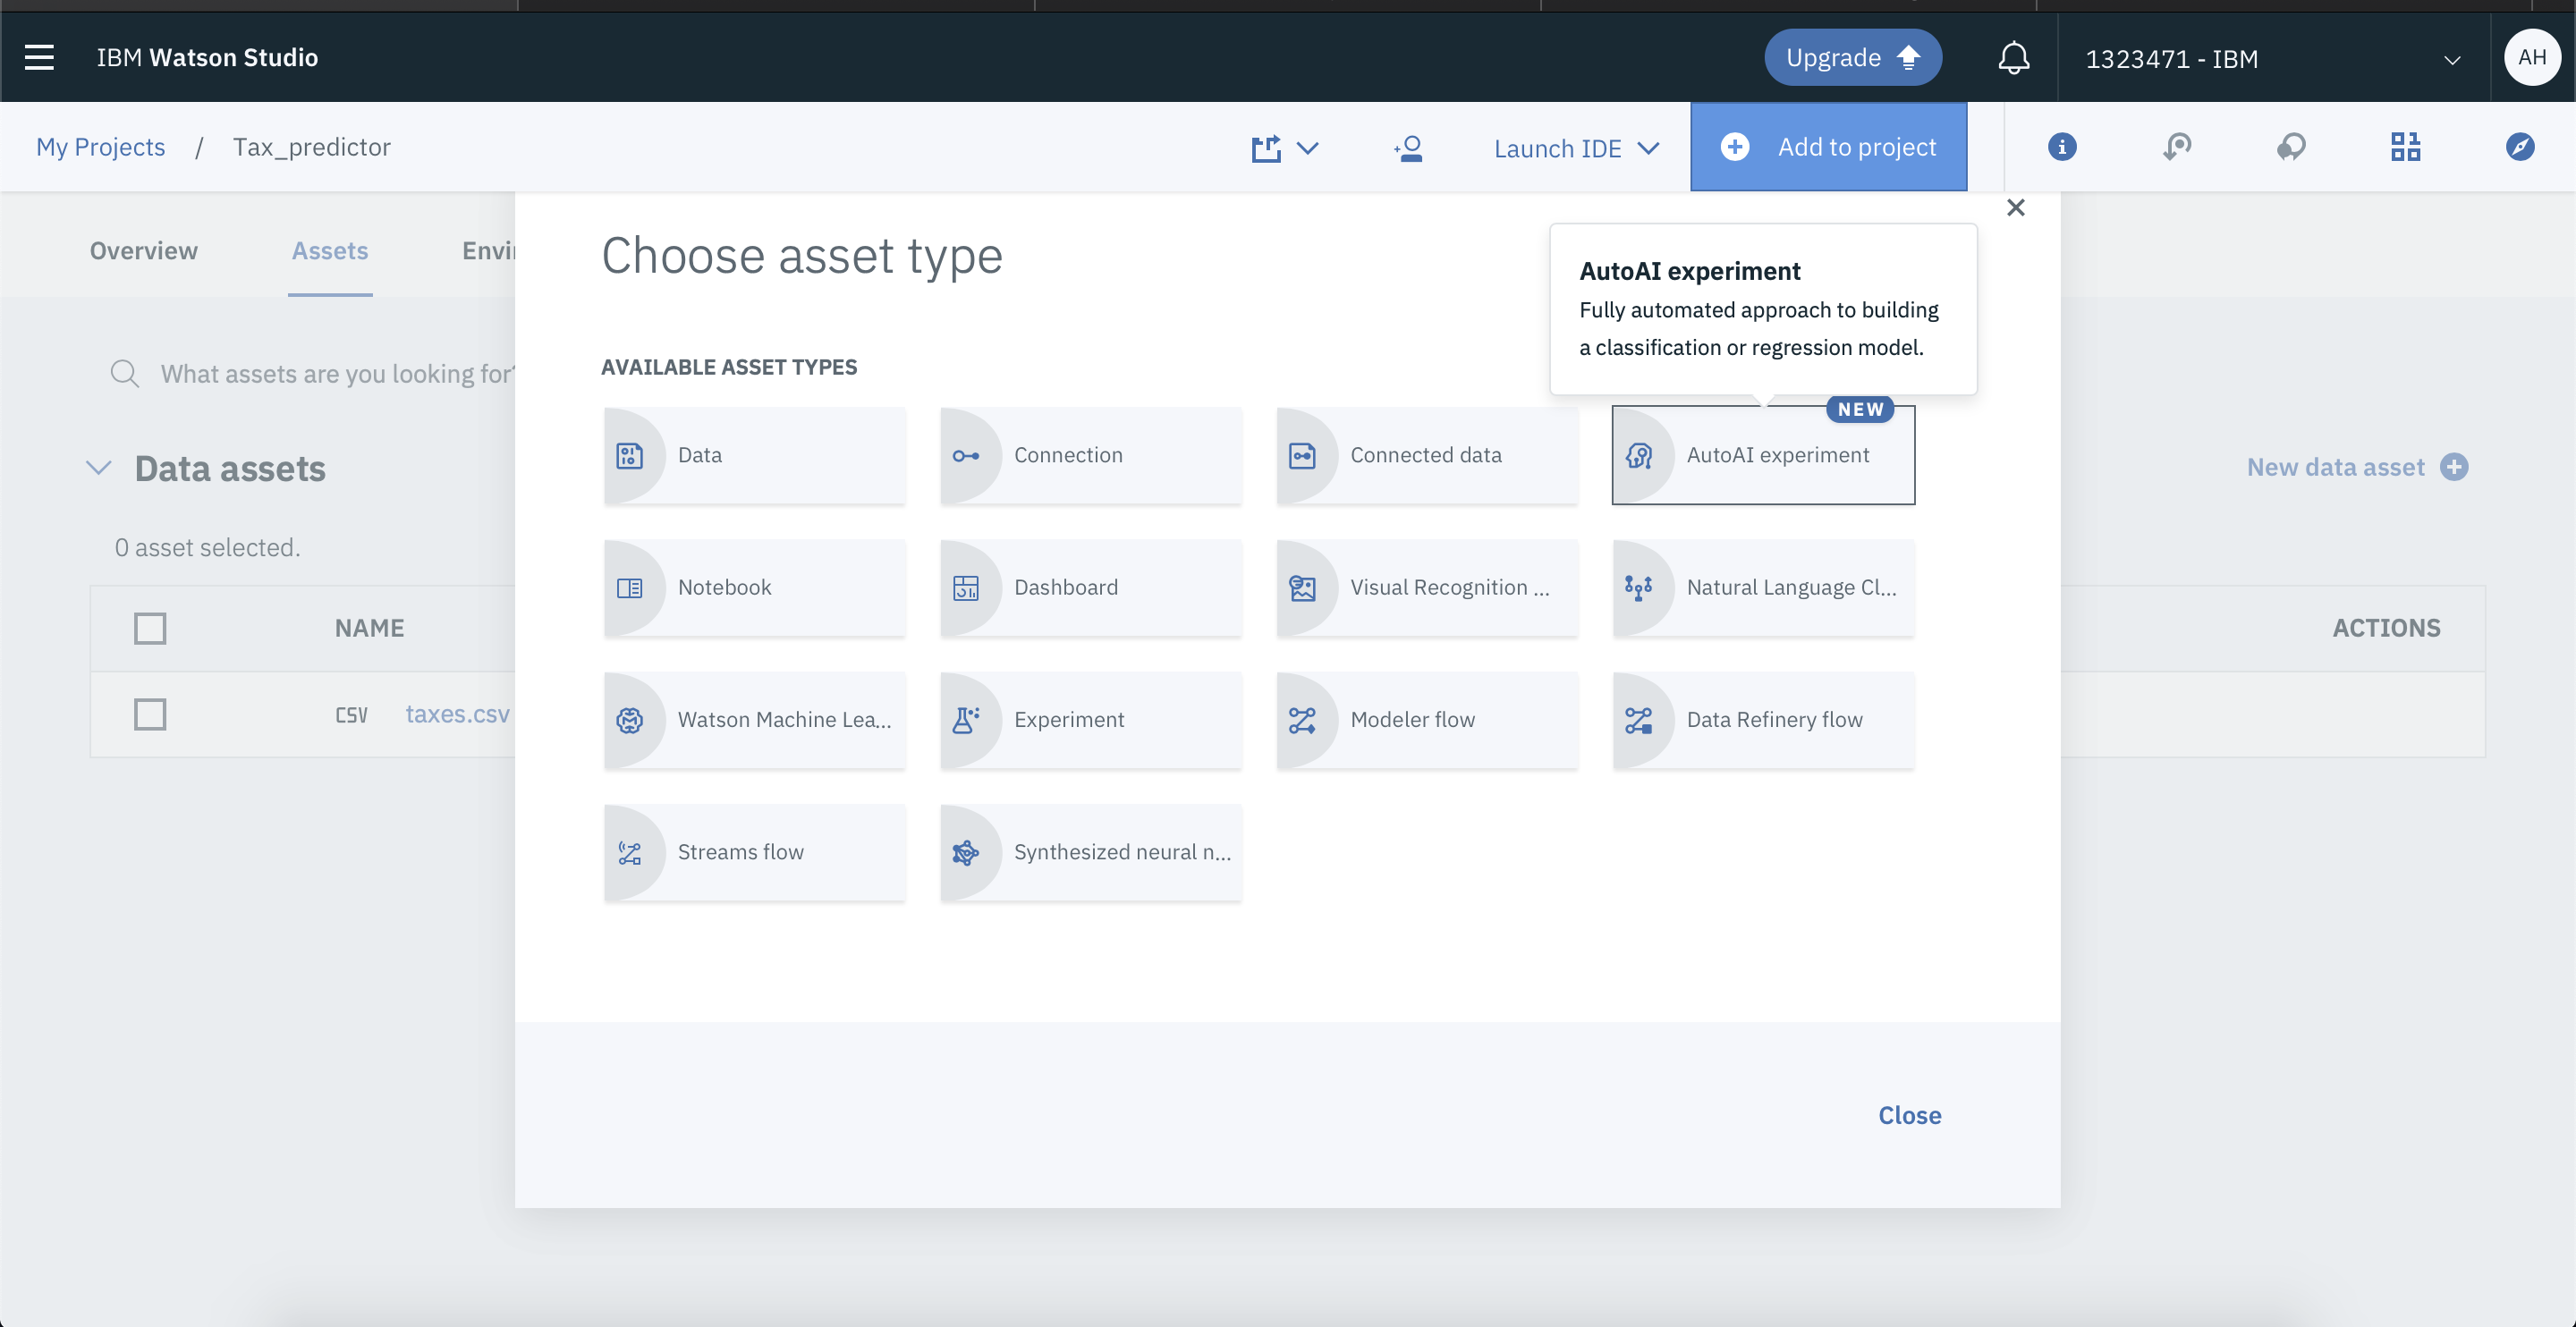 IBM Watson Studio
Upgrade
1323471 - IBM
AH
My Projects / Tax_predictor
Launch IDE
Add to project
Overview
Assets
Envi
Choose asset type
AutoAI experiment
Fully automated approach to building
a classification or regression model.
What assets are you looking for?
AVAILABLE ASSET TYPES
Data
Connection
Connected data
NEW
AutoAI experiment
Data assets
New data asset
0 asset selected.
Notebook
Dashboard
Visual Recognition ...
Natural Language Cl...
NAME
ACTIONS
CSV taxes.csv
Watson Machine Lea...
Experiment
Modeler flow
Data Refinery flow
Streams flow
Synthesized neural n...
Close